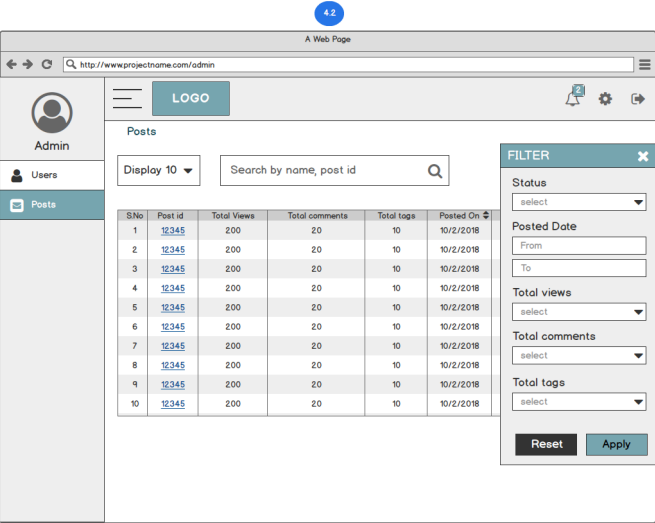 4.2
A Web Page
http://www.projectname.com/admin
LOGO
2
Admin
Users
Posts
Posts
Display 10
Search by name, post id
S.No Post id Total Views Total comments Total tags Posted On
1 12345 200 20 10 10/2/2018
2 12345 200 20 10 10/2/2018
3 12345 200 20 10 10/2/2018
4 12345 200 20 10 10/2/2018
5 12345 200 20 10 10/2/2018
6 12345 200 20 10 10/2/2018
7 12345 200 20 10 10/2/2018
8 12345 200 20 10 10/2/2018
9 12345 200 20 10 10/2/2018
10 12345 200 20 10 10/2/2018
FILTER
Status
select
Posted Date
From
To
Total views
select
Total comments
select
Total tags
select
Reset Apply